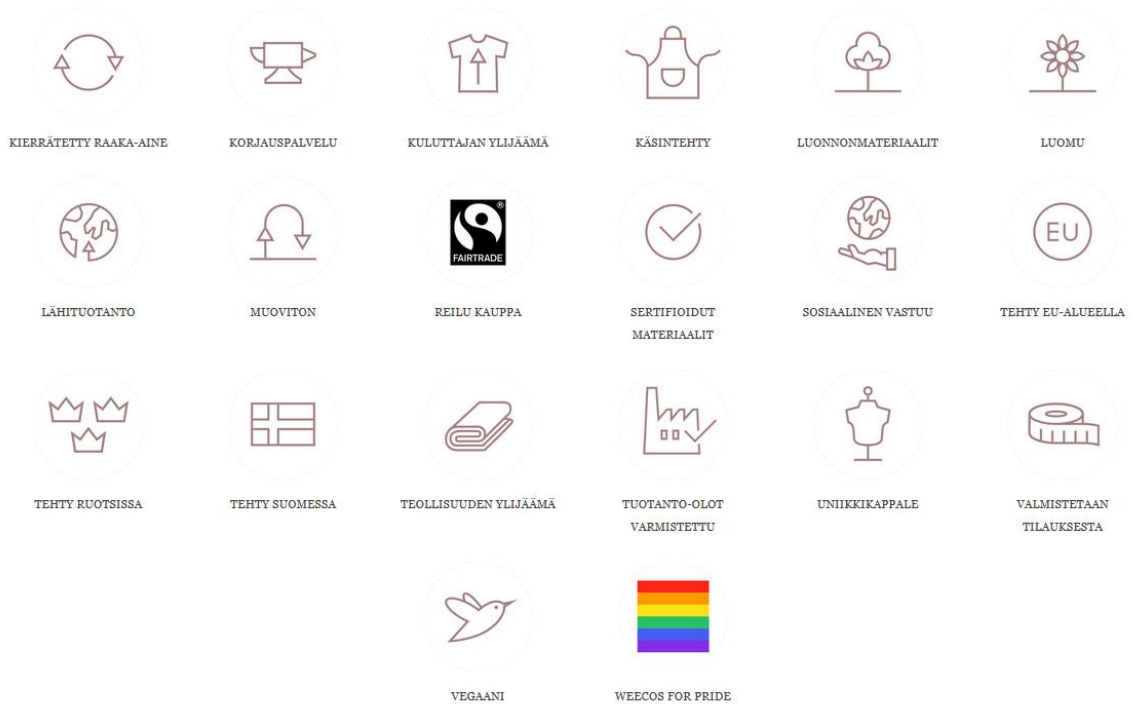 KIERRÄTETTY RAAKA-AINE
KORJAUSPALVELU
KULUTTAJAN YLIJÄÄMÄ
KÄSINTEHTY
LUONNONMATERIAALIT
LUOMU
LÄHITUOTANTO
MUOVITON
®
FAIRTRADE
REILU KAUPPA
SERTIFIOIDUT
MATERIAALIT
SOSIAALINEN VASTUU
EU
TEHTY EU-ALUEELLA
TEHTY RUOTSISSA
TEHTY SUOMESSA
TEOLLISUUDEN YLIJÄÄMÄ
TUOTANTO-OLOT
VARMISTETTU
UNIIKKIKAPPALE
VALMISTETAAN
TILAUKSESTA
VEGAANI
WEECOS FOR PRIDE